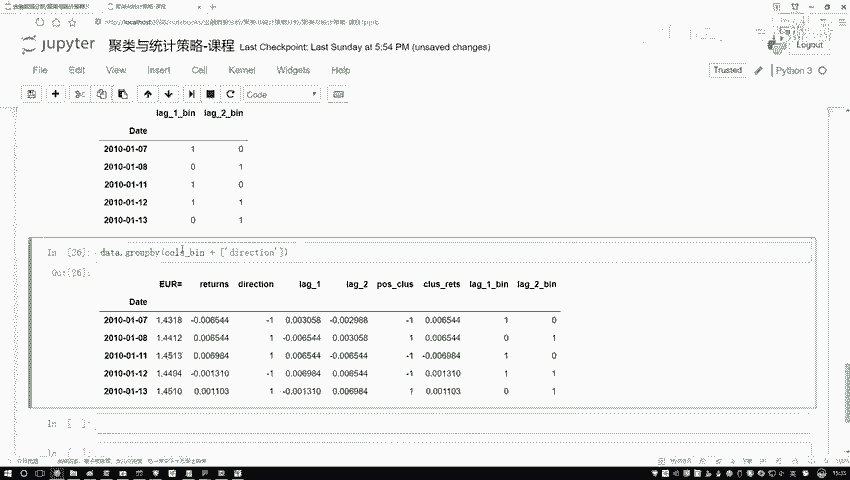 jupyter 聚类与统计策略-课程 Last Checkpoint: Last Sunday at 5:54 PM (unsaved changes)
Logout
File Edit View Insert Cell Kernel Widgets Help
Trusted Python 3
Code
lag_1_bin lag_2_bin
Date
2010-01-07 1 0
2010-01-08 0 1
2010-01-11 1 0
2010-01-12 1 1
2010-01-13 0 1
data.groupby(cols_bin + ['direction'])
EUR= returns direction lag_1 lag_2 pos_clus clus_rets lag_1_bin lag_2_bin
Date
2010-01-07 1.4318 -0.006544 -1 0.003058 -0.002988 -1 0.006544 1 0
2010-01-08 1.4412 0.006544 1 -0.006544 0.003058 1 0.006544 0 1
2010-01-11 1.4513 0.006984 1 0.006544 -0.006544 -1 -0.006984 1 0
2010-01-12 1.4494 -0.001310 -1 0.006984 0.006544 -1 0.001310 1 1
2010-01-13 1.4510 0.001103 1 -0.001310 0.006984 1 0.001103 0 1
In [ ]: